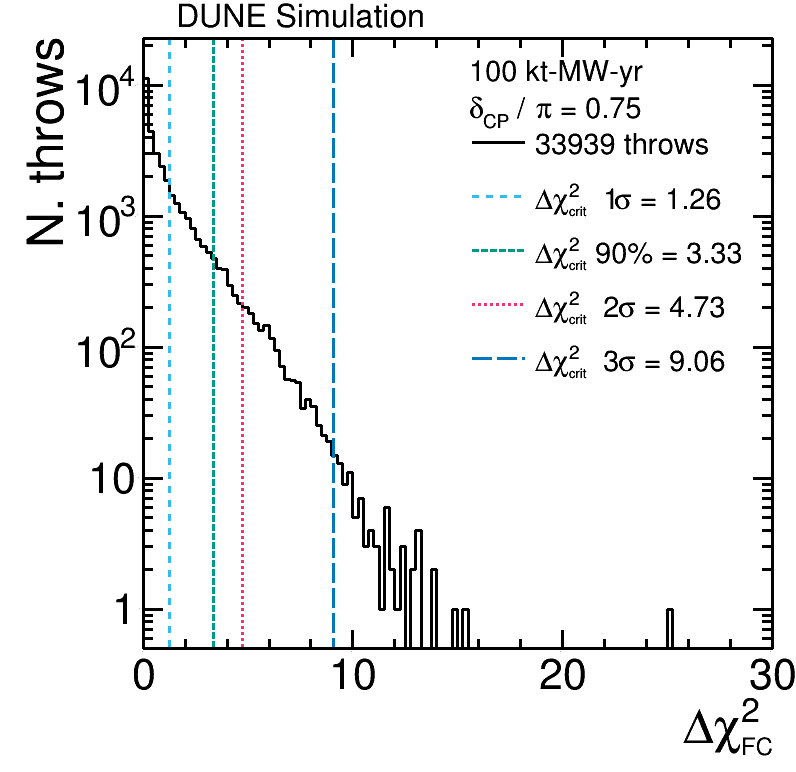 DUNE Simulation
N. throws
10⁴
10³
10²
10
1
100 kt-MW-yr
δCP / π = 0.75
33939 throws
Δχ²crit 1σ = 1.26
Δχ²crit 90% = 3.33
Δχ²crit 2σ = 4.73
Δχ²crit 3σ = 9.06
0 10 20 30
Δχ²FC